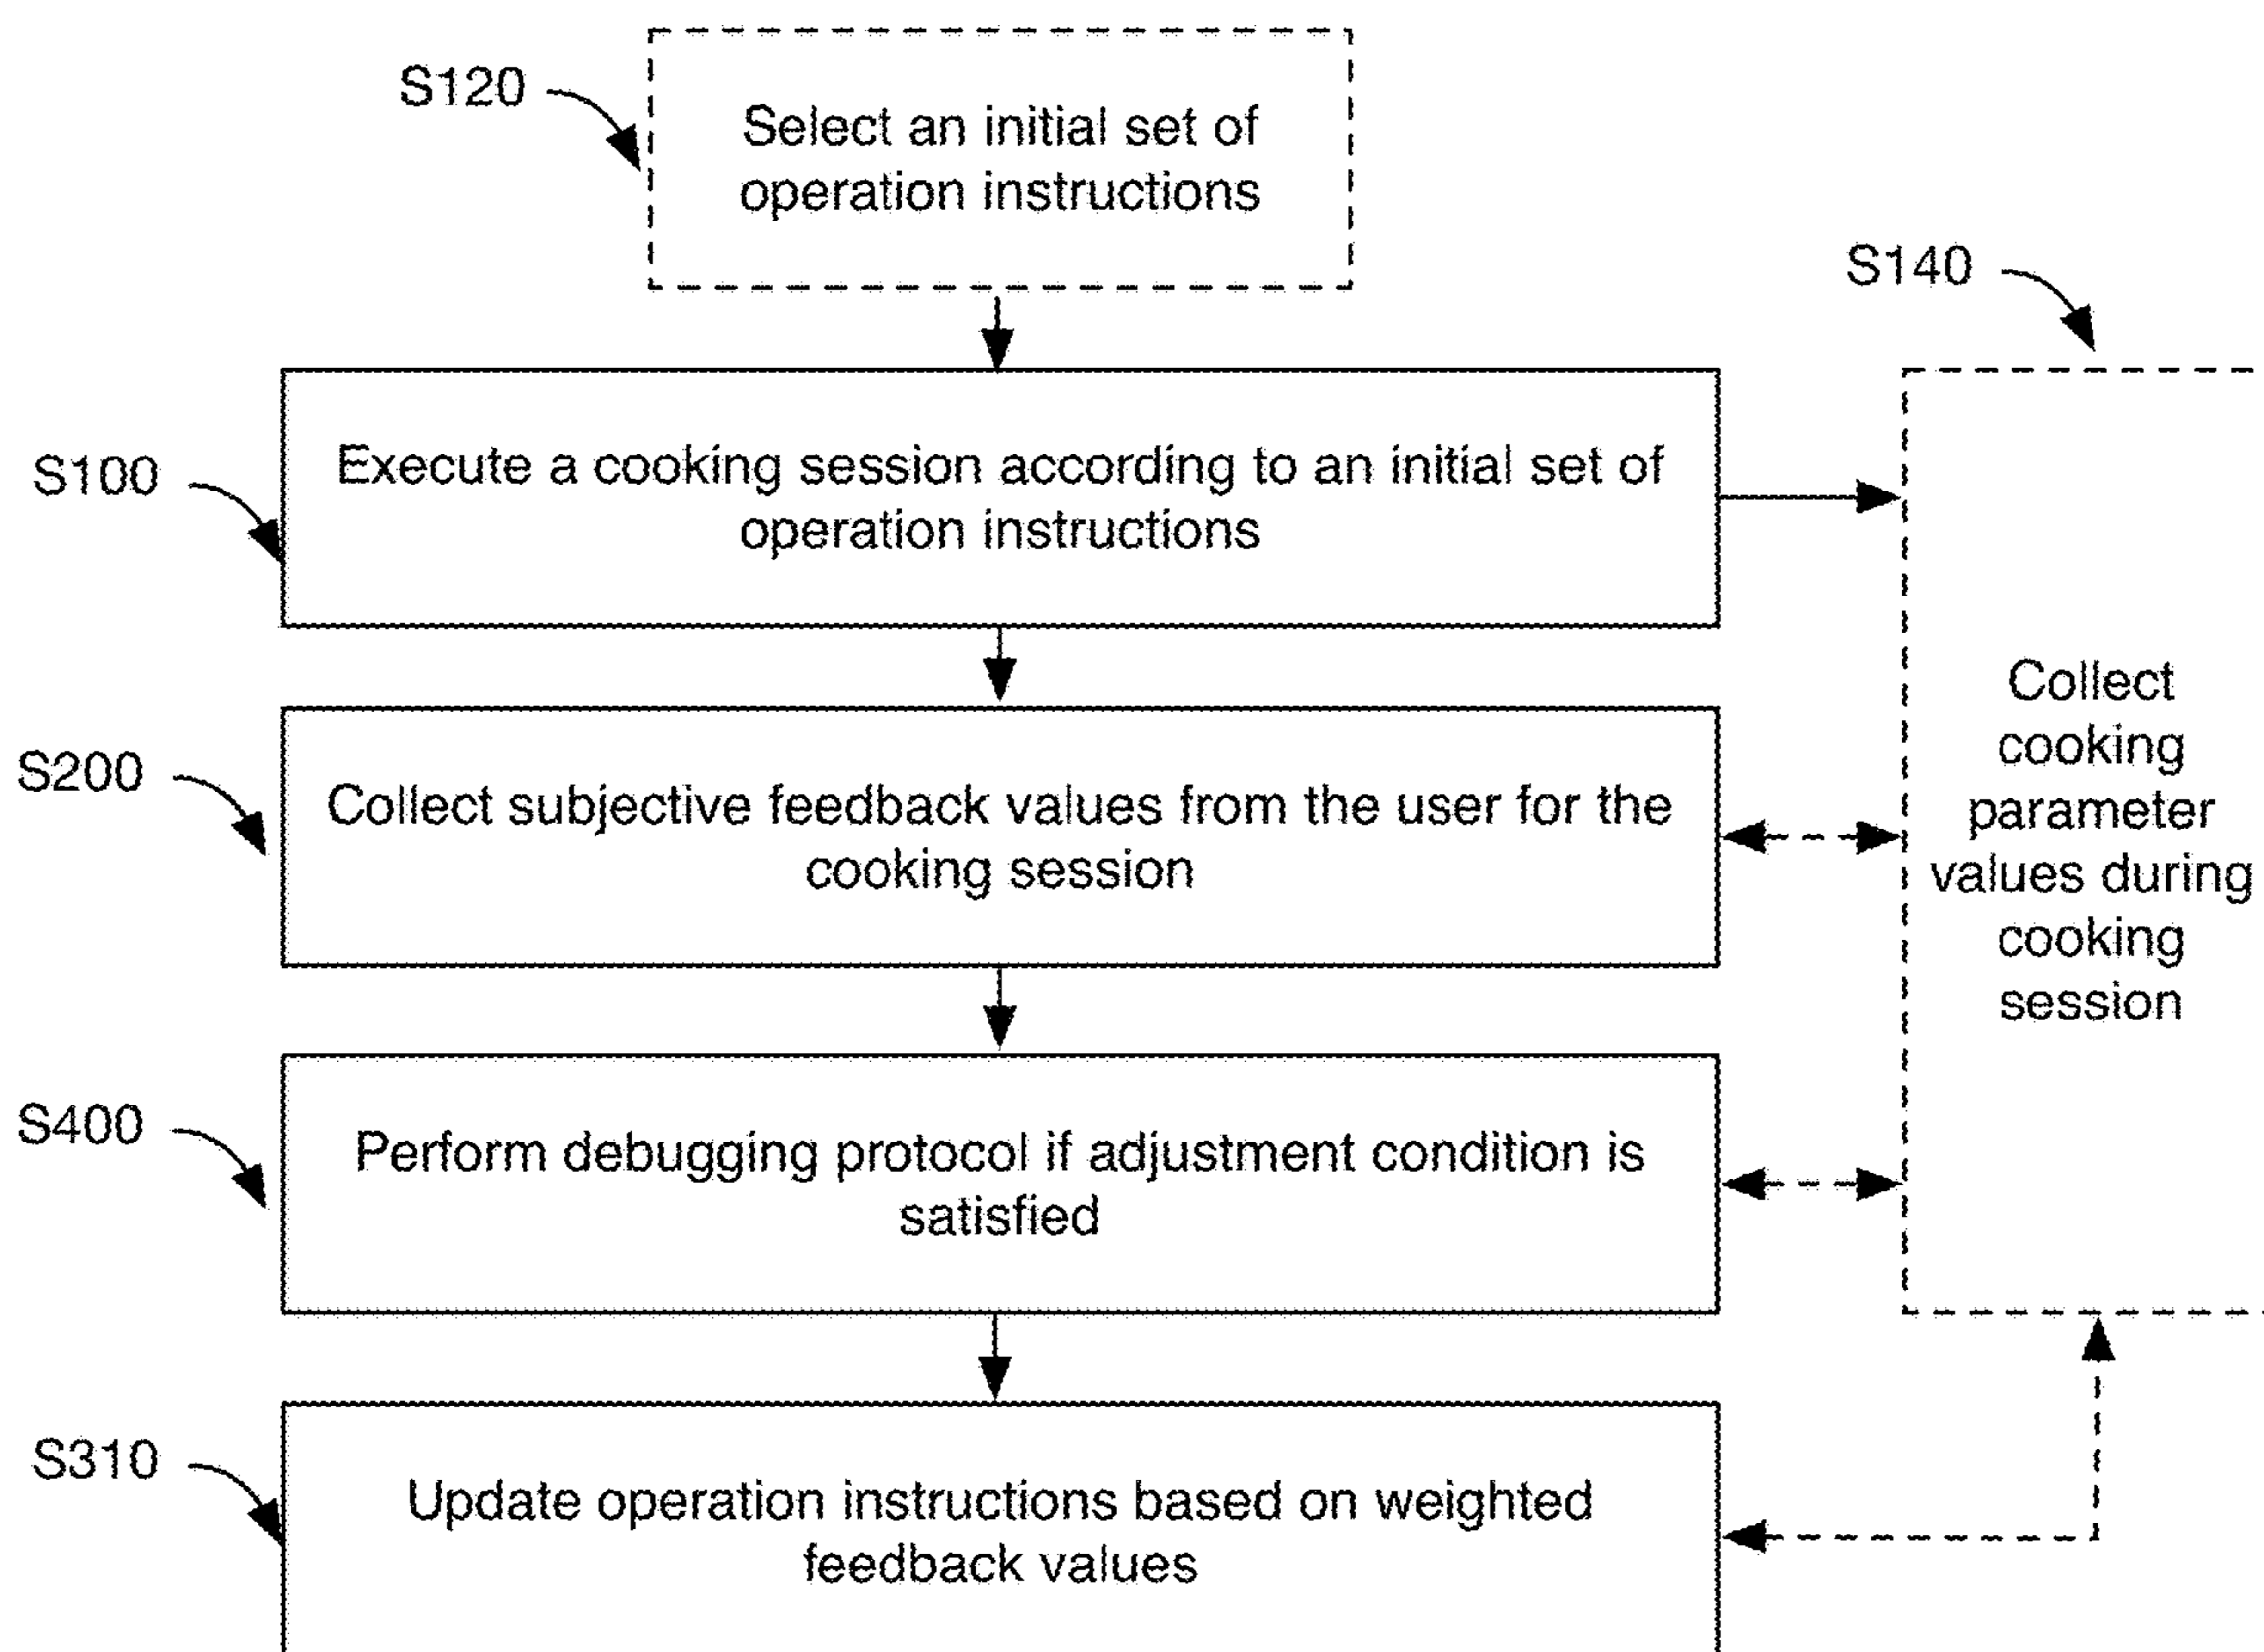 S120
Select an initial set of
operation instructions
S140
S100
Execute a cooking session according to an initial set of
operation instructions
S200
Collect subjective feedback values from the user for the
cooking session
Collect
cooking
parameter
values during
cooking
session
S400
Perform debugging protocol if adjustment condition is
satisfied
S310
Update operation instructions based on weighted
feedback values